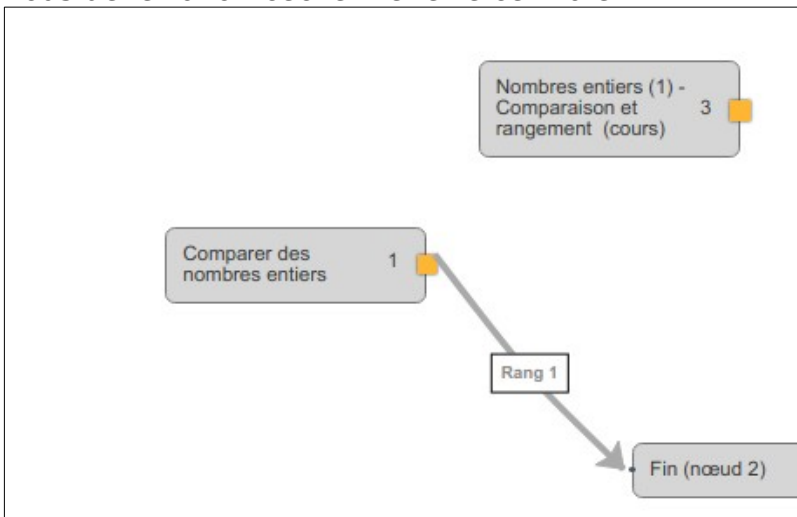 Nombres entiers (1) -
Comparaison et 3
rangement (cours)
Comparer des 1
nombres entiers
Rang 1
Fin (nœud 2)